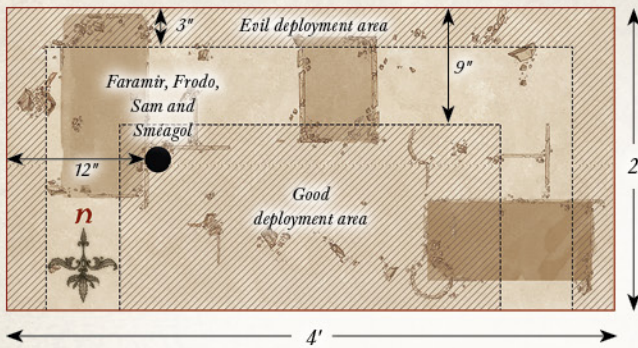 3"
Evil deployment area
9"
Faramir, Frodo,
Sam and
Sméagol
12"
2
n
Good
deployment area
4'